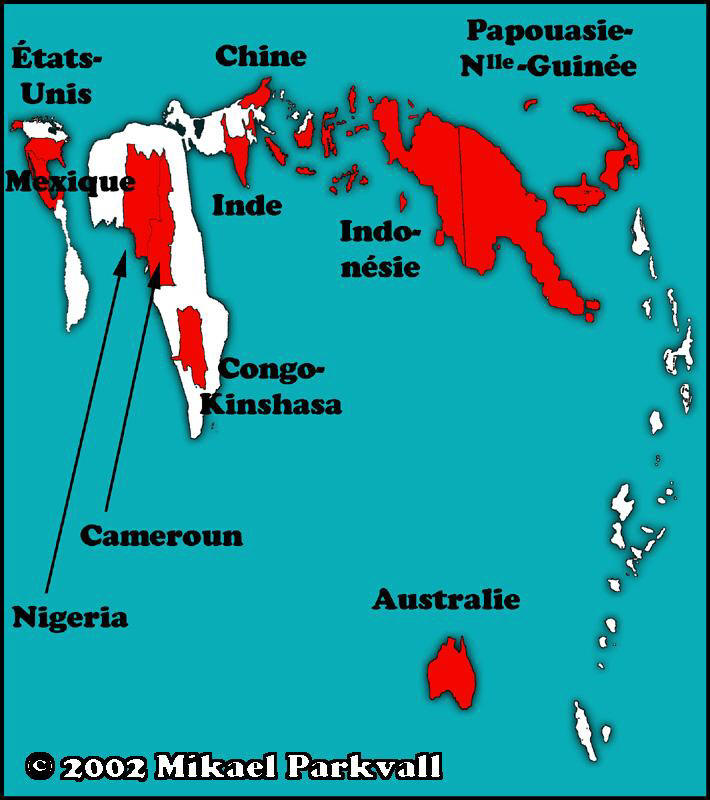 États-
Unis
Chine
Papouasie-
Nlle-Guinée
Mexique
Inde
Indo-
nésie
Congo-
Kinshasa
Cameroun
Nigeria
Australie
© 2002 Mikael Parkvall